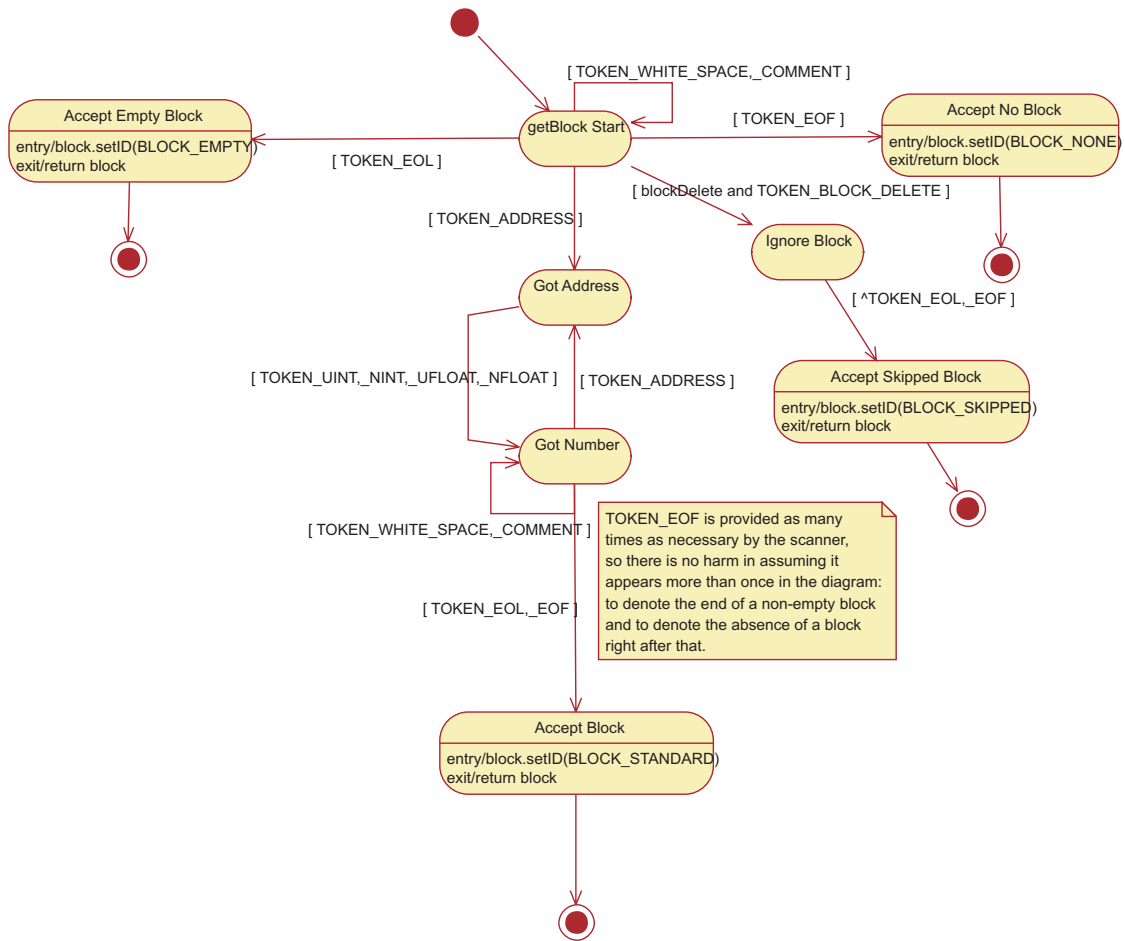 [ TOKEN_WHITE_SPACE,_COMMENT ]
Accept Empty Block
entry/block.setID(BLOCK_EMPTY)
exit/return block
getBlock Start
[ TOKEN_EOF ]
Accept No Block
entry/block.setID(BLOCK_NONE)
exit/return block
[ TOKEN_EOL ]
[ blockDelete and TOKEN_BLOCK_DELETE ]
[ TOKEN_ADDRESS ]
Ignore Block
Got Address
[ ^TOKEN_EOL,_EOF ]
[ TOKEN_UINT,_NINT,_UFLOAT,_NFLOAT ]
[ TOKEN_ADDRESS ]
Accept Skipped Block
entry/block.setID(BLOCK_SKIPPED)
exit/return block
Got Number
[ TOKEN_WHITE_SPACE,_COMMENT ]
TOKEN_EOF is provided as many
times as necessary by the scanner,
so there is no harm in assuming it
appears more than once in the diagram:
to denote the end of a non-empty block
and to denote the absence of a block
right after that.
[ TOKEN_EOL,_EOF ]
Accept Block
entry/block.setID(BLOCK_STANDARD)
exit/return block